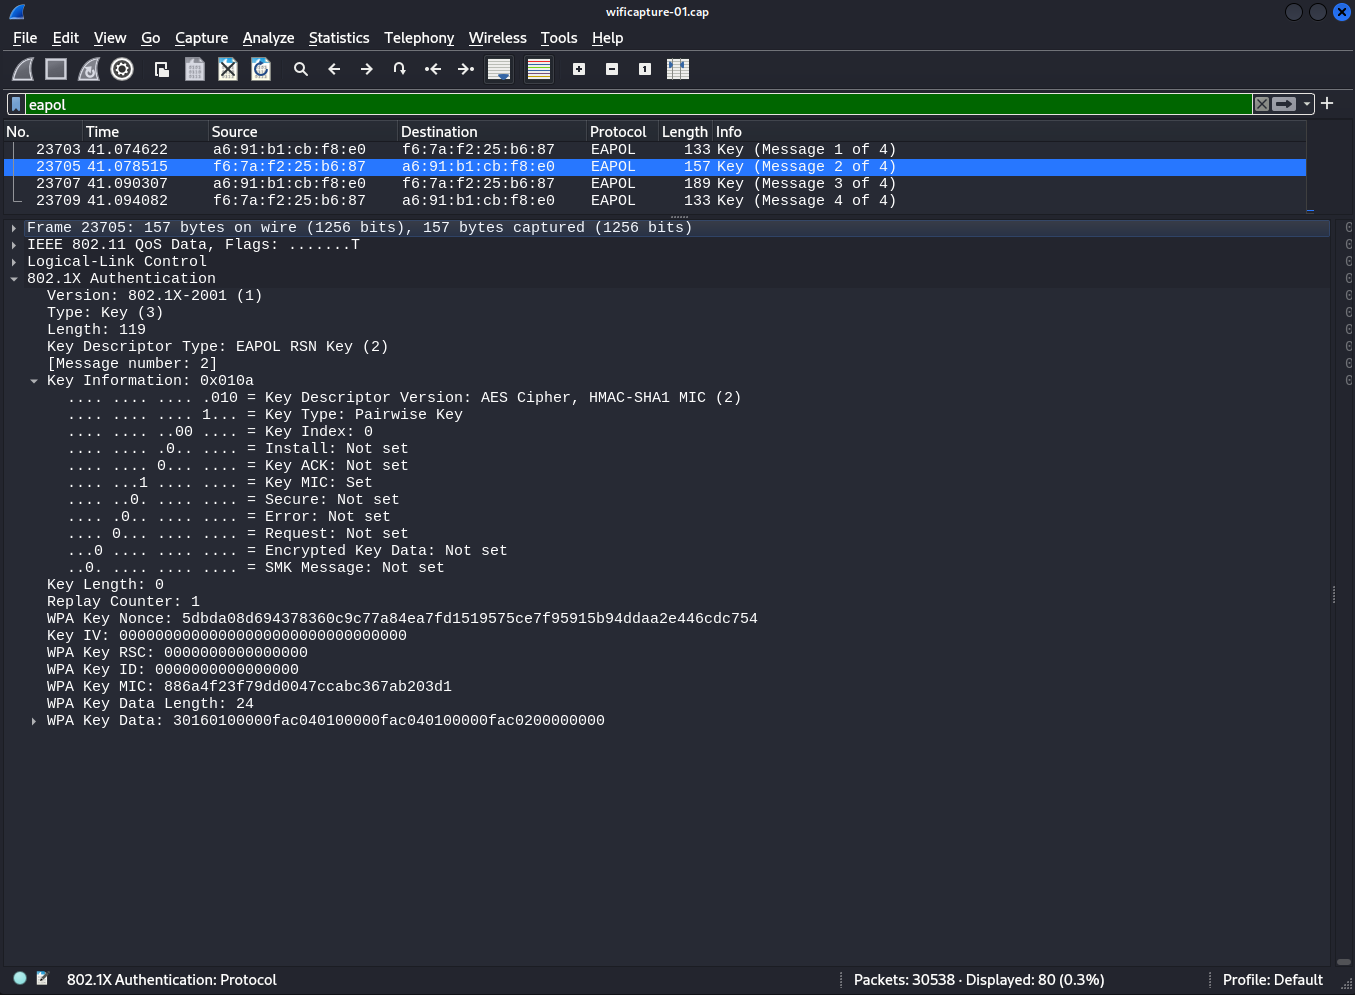 wificapture-01.cap
File Edit View Go Capture Analyze Statistics Telephony Wireless Tools Help
eapol
No. Time Source Destination Protocol Length Info
23703 41.074622 a6:91:b1:cb:f8:e0 f6:7a:f2:25:b6:87 EAPOL 133 Key (Message 1 of 4)
23705 41.078515 f6:7a:f2:25:b6:87 a6:91:b1:cb:f8:e0 EAPOL 157 Key (Message 2 of 4)
23707 41.090307 a6:91:b1:cb:f8:e0 f6:7a:f2:25:b6:87 EAPOL 189 Key (Message 3 of 4)
23709 41.094082 f6:7a:f2:25:b6:87 a6:91:b1:cb:f8:e0 EAPOL 133 Key (Message 4 of 4)
Frame 23705: 157 bytes on wire (1256 bits), 157 bytes captured (1256 bits)
IEEE 802.11 QoS Data, Flags: .......T
Logical-Link Control
802.1X Authentication
Version: 802.1X-2001 (1)
Type: Key (3)
Length: 119
Key Descriptor Type: EAPOL RSN Key (2)
[Message number: 2]
Key Information: 0x010a
.... .... .... .010 = Key Descriptor Version: AES Cipher, HMAC-SHA1 MIC (2)
.... .... .... 1... = Key Type: Pairwise Key
.... .... ..00 .... = Key Index: 0
.... .... .0.. .... = Install: Not set
.... .... 0... .... = Key ACK: Not set
.... ...1 .... .... = Key MIC: Set
.... ..0. .... .... = Secure: Not set
.... .0.. .... .... = Error: Not set
.... 0... .... .... = Request: Not set
...0 .... .... .... = Encrypted Key Data: Not set
..0. .... .... .... = SMK Message: Not set
Key Length: 0
Replay Counter: 1
WPA Key Nonce: 5dbda08d694378360c9c77a84ea7fd1519575ce7f95915b94ddaa2e446cdc754
Key IV: 00000000000000000000000000000000
WPA Key RSC: 0000000000000000
WPA Key ID: 0000000000000000
WPA Key MIC: 886a4f23f79dd0047ccabc367ab203d1
WPA Key Data Length: 24
WPA Key Data: 30160100000fac040100000fac040100000fac0200000000
802.1X Authentication: Protocol
Packets: 30538 · Displayed: 80 (0.3%)
Profile: Default